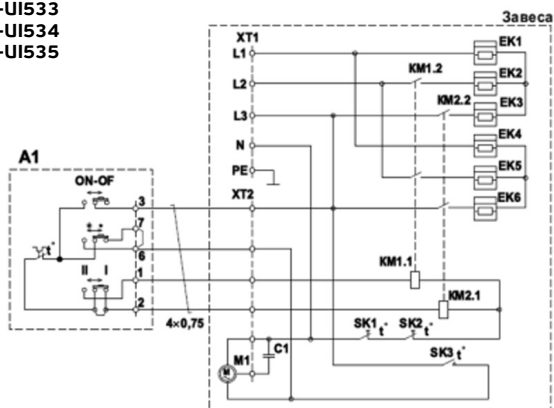 -UI533
-UI534
-UI535
Завеса
XT1
L1
EK1
KM1.2
L2
EK2
KM2.2
L3
EK3
N
EK4
PE
EK5
XT2
EK6
A1
ON-OF
3
7
6
t°
II I
1
2
4×0,75
KM1.1
KM2.1
SK1 t°
SK2 t°
M1
C1
SK3 t°
M